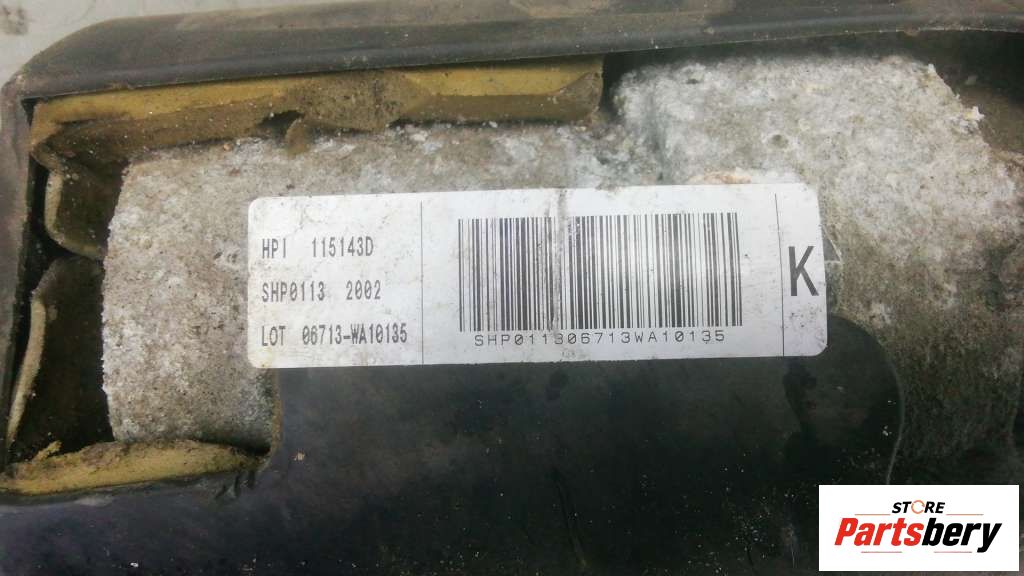 HPI 115143D
SHP0113 2002
LOT 06713-WA10135
SHP011306713WA10135
K
STORE
Partsbery